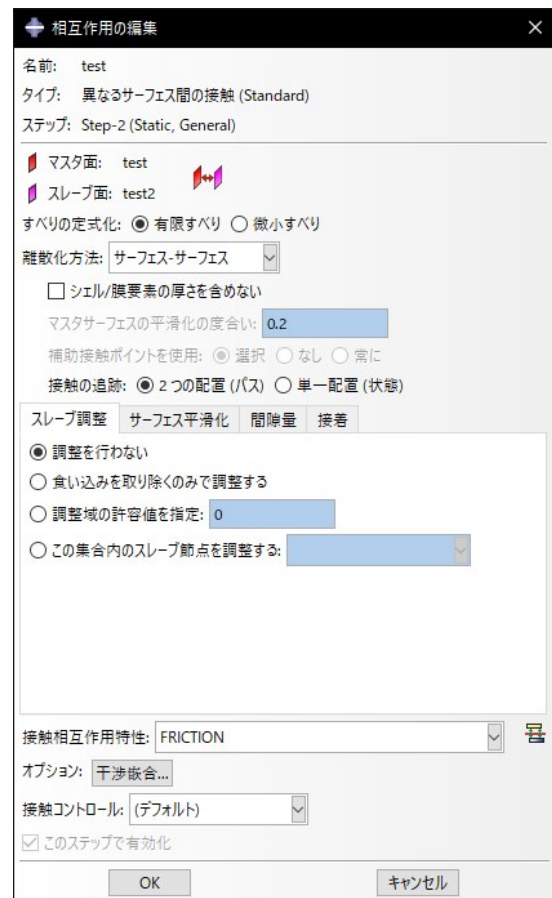 相互作用の編集
名前: test
タイプ: 異なるサーフェス間の接触 (Standard)
ステップ: Step-2 (Static, General)
マスタ面: test
スレーブ面: test2
すべりの定式化: 有限すべり 微小すべり
離散化方法: サーフェス-サーフェス
シェル/膜要素の厚さを含めない
マスタサーフェスの平滑化の度合い: 0.2
補助接触ポイントを使用: 選択 なし 常に
接触の追跡: 2 つの配置 (パス) 単一配置 (状態)
スレーブ調整 サーフェス平滑化 間隙量 接着
調整を行わない
食い込みを取り除くのみで調整する
調整域の許容値を指定: 0
この集合内のスレーブ節点を調整する:
接触相互作用特性: FRICTION
オプション: 干渉嵌合...
接触コントロール: (デフォルト)
このステップで有効化
OK キャンセル